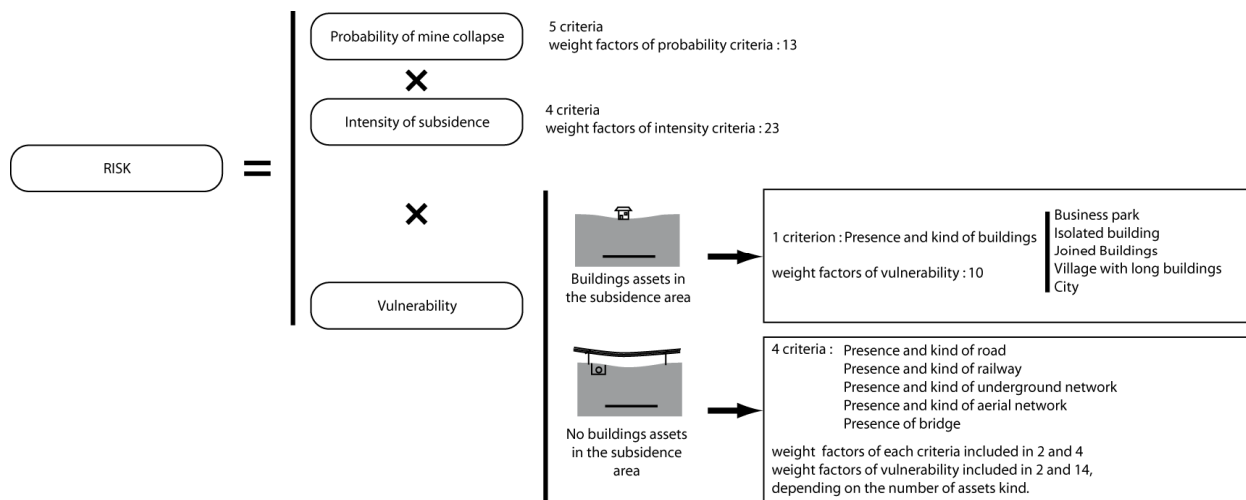 Probability of mine collapse
5 criteria
weight factors of probability criteria : 13
×
Intensity of subsidence
4 criteria
weight factors of intensity criteria : 23
RISK
=
×
Vulnerability
Buildings assets in
the subsidence area
1 criterion : Presence and kind of buildings
weight factors of vulnerability : 10
Business park
Isolated building
Joined Buildings
Village with long buildings
City
No buildings assets
in the subsidence
area
4 criteria : Presence and kind of road
Presence and kind of railway
Presence and kind of underground network
Presence and kind of aerial network
Presence of bridge
weight factors of each criteria included in 2 and 4
weight factors of vulnerability included in 2 and 14,
depending on the number of assets kind.